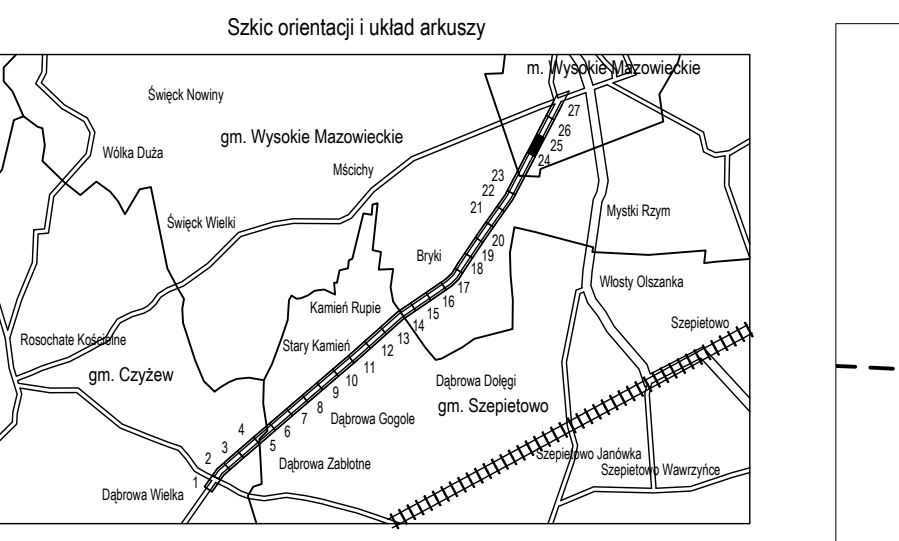 Szkic orientacji i układ arkuszy
m. Wysokie Mazowieckie
Święck Nowiny
gm. Wysokie Mazowieckie
Wólka Duża
Mścichy
27
26
25
24
23
22
21
Święck Wielki
Mystki Rzym
Bryki
20
19
18
17
16
15
14
13
12
11
10
9
8
7
6
5
4
3
2
1
Włosty Olszanka
Kamień Rupie
Szepietowo
Rosochate Kościelne
Stary Kamień
gm. Czyżew
Dąbrowa Dołęgi
gm. Szepietowo
Dąbrowa Gogole
Szepietowo Janówka
Dąbrowa Zabłotne
Szepietowo Wawrzyńce
Dąbrowa Wielka